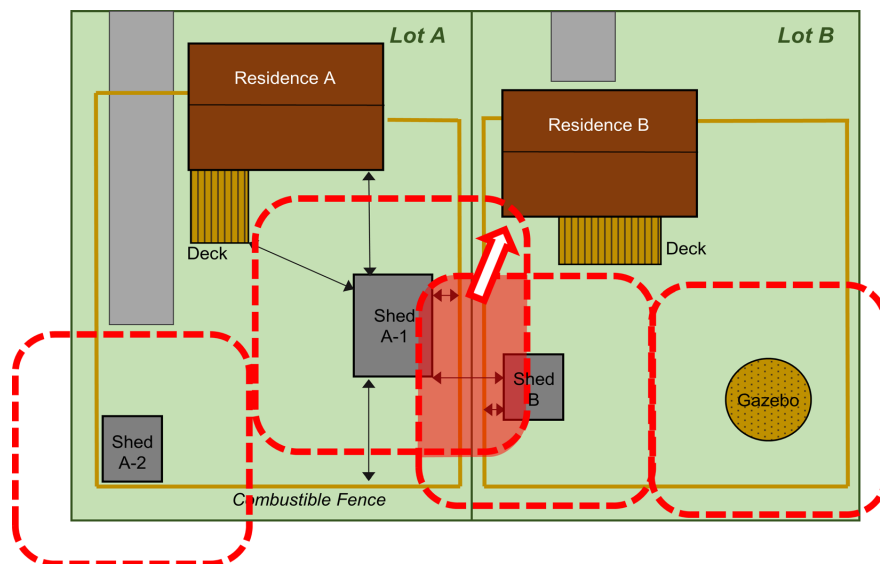 Lot A
Lot B
Residence A
Residence B
Deck
Deck
Shed
A-1
Shed
B
Gazebo
Shed
A-2
Combustible Fence